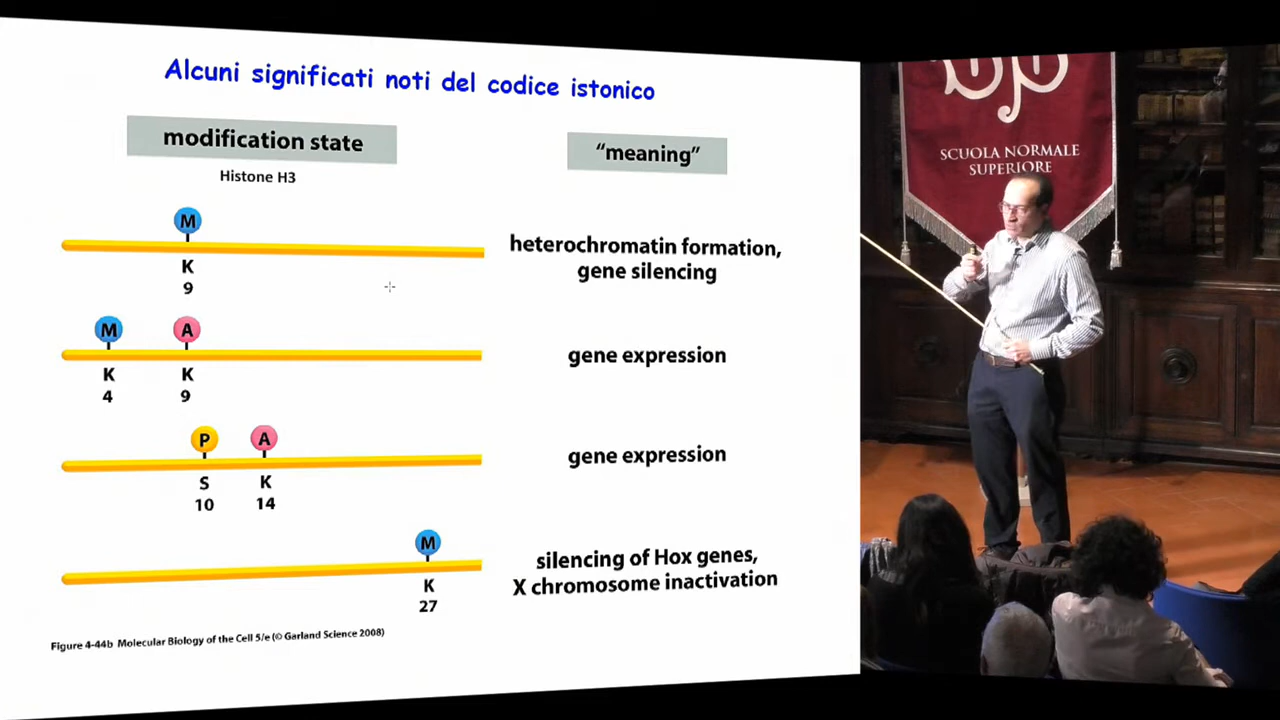 Alcuni significati noti del codice istonico
modification state
"meaning"
Histone H3
M
K
9
heterochromatin formation,
gene silencing
M A
K K
4 9
gene expression
P A
S K
10 14
gene expression
M
K
27
silencing of Hox genes,
X chromosome inactivation
Figure 4-44b Molecular Biology of the Cell 5/e (© Garland Science 2008)
SCUOLA NORMALE
SUPERIORE